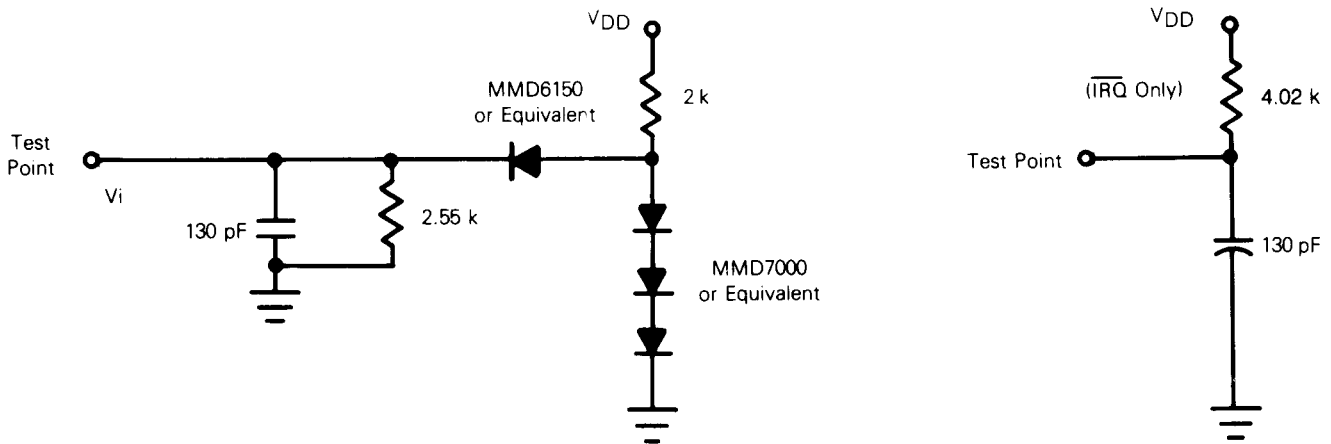 VDD
2 k
MMD6150
or Equivalent
Test
Point
Vi
130 pF
2.55 k
MMD7000
or Equivalent
VDD
(I̅R̅Q̅ Only)
4.02 k
Test Point
130 pF